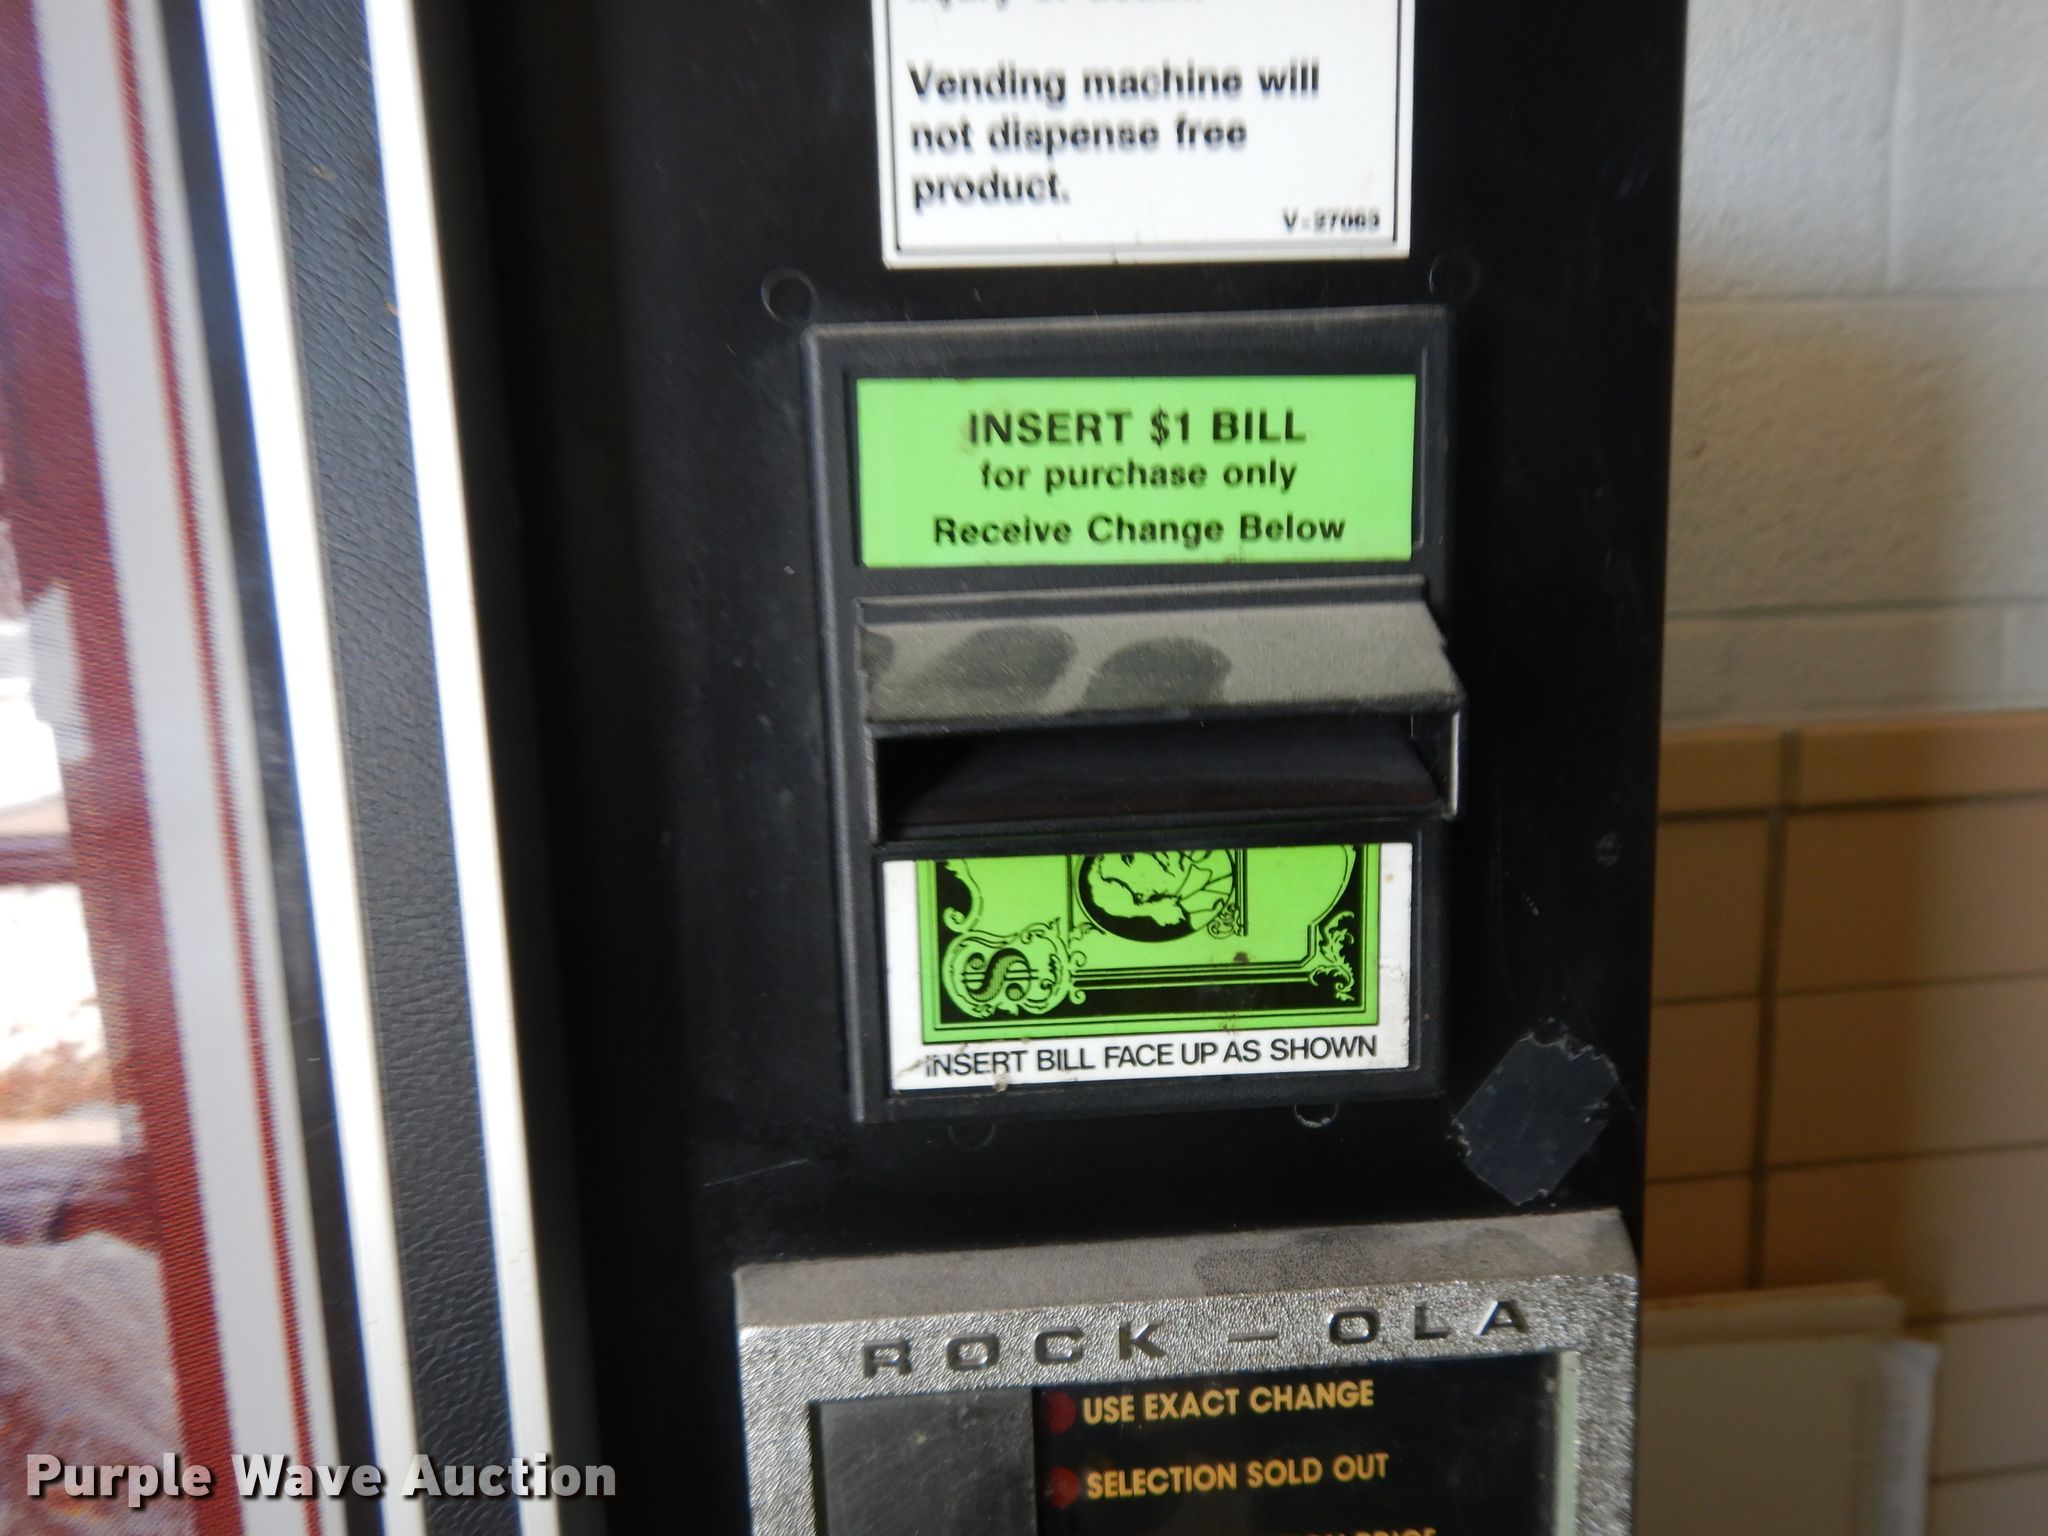 Vending machine will
not dispense free
product.
V-27063
INSERT $1 BILL
for purchase only
Receive Change Below
INSERT BILL FACE UP AS SHOWN
ROCK-OLA
USE EXACT CHANGE
SELECTION SOLD OUT
Purple Wave Auction